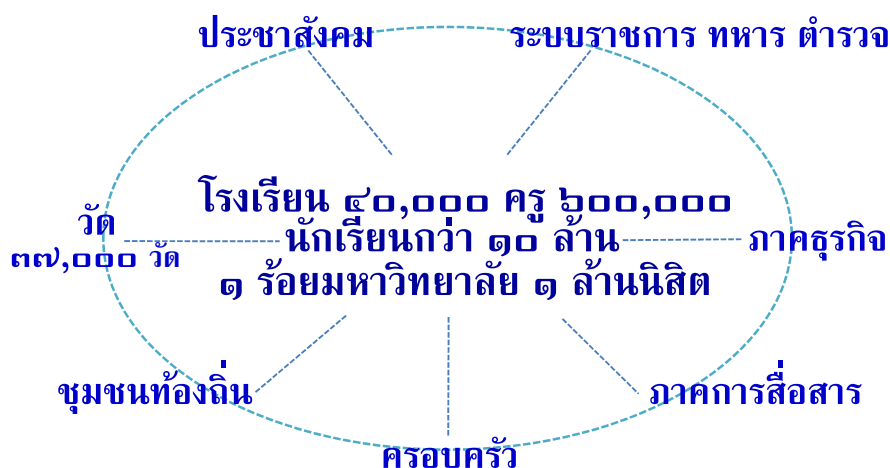 ประชาสังคม
ระบบราชการ ทหาร ตำรวจ
โรงเรียน ๔๐,๐๐๐ ครู ๖๐๐,๐๐๐
นักเรียนกว่า ๑๐ ล้าน
๑ ร้อยมหาวิทยาลัย ๑ ล้านนิสิต
วัด
๓๗,๐๐๐ วัด
ภาคธุรกิจ
ชุมชนท้องถิ่น
ภาคการสื่อสาร
ครอบครัว